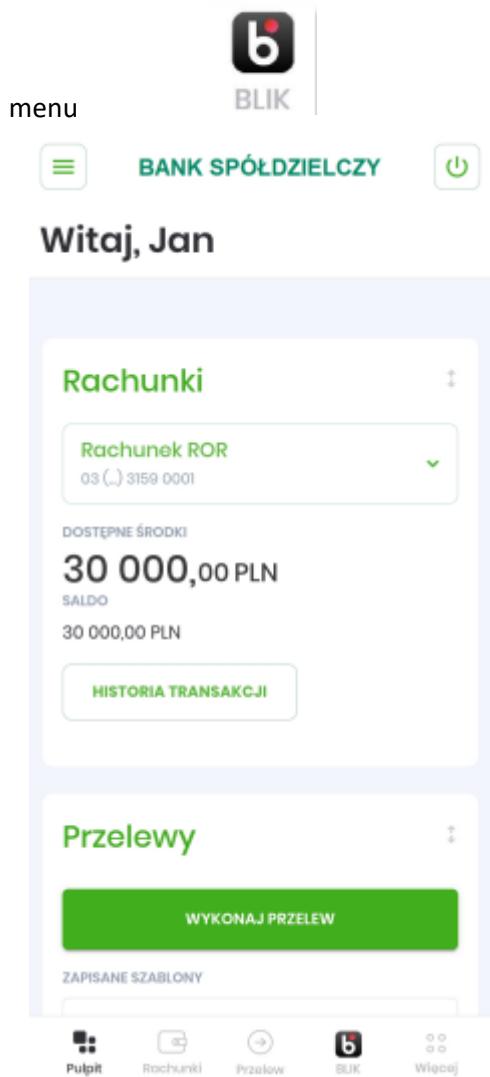 BLIK
menu
BANK SPÓŁDZIELCZY
Witaj, Jan
Rachunki
Rachunek ROR
03 (...) 3159 0001
DOSTĘPNE ŚRODKI
30 000,00 PLN
SALDO
30 000,00 PLN
HISTORIA TRANSAKCJI
Przelewy
WYKONAJ PRZELEW
ZAPISANE SZABLONY
Pulpit Rachunki Przelew BLIK Więcej